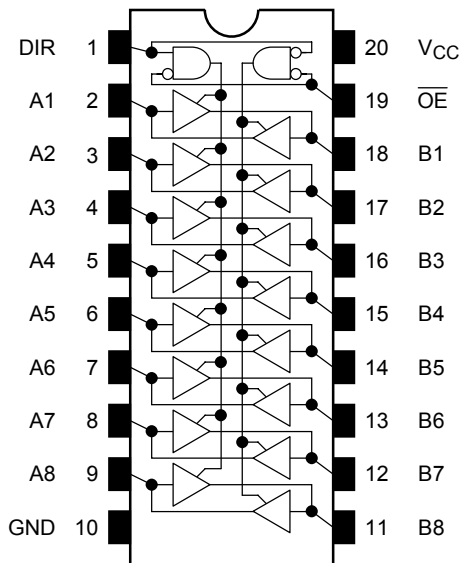 DIR 1 20 V_CC
A1 2 19 O̅E̅
A2 3 18 B1
A3 4 17 B2
A4 5 16 B3
A5 6 15 B4
A6 7 14 B5
A7 8 13 B6
A8 9 12 B7
GND 10 11 B8